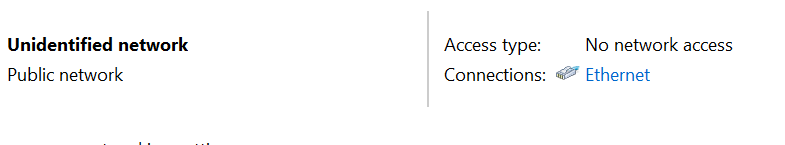 Unidentified network
Public network
Access type: No network access
Connections: Ethernet